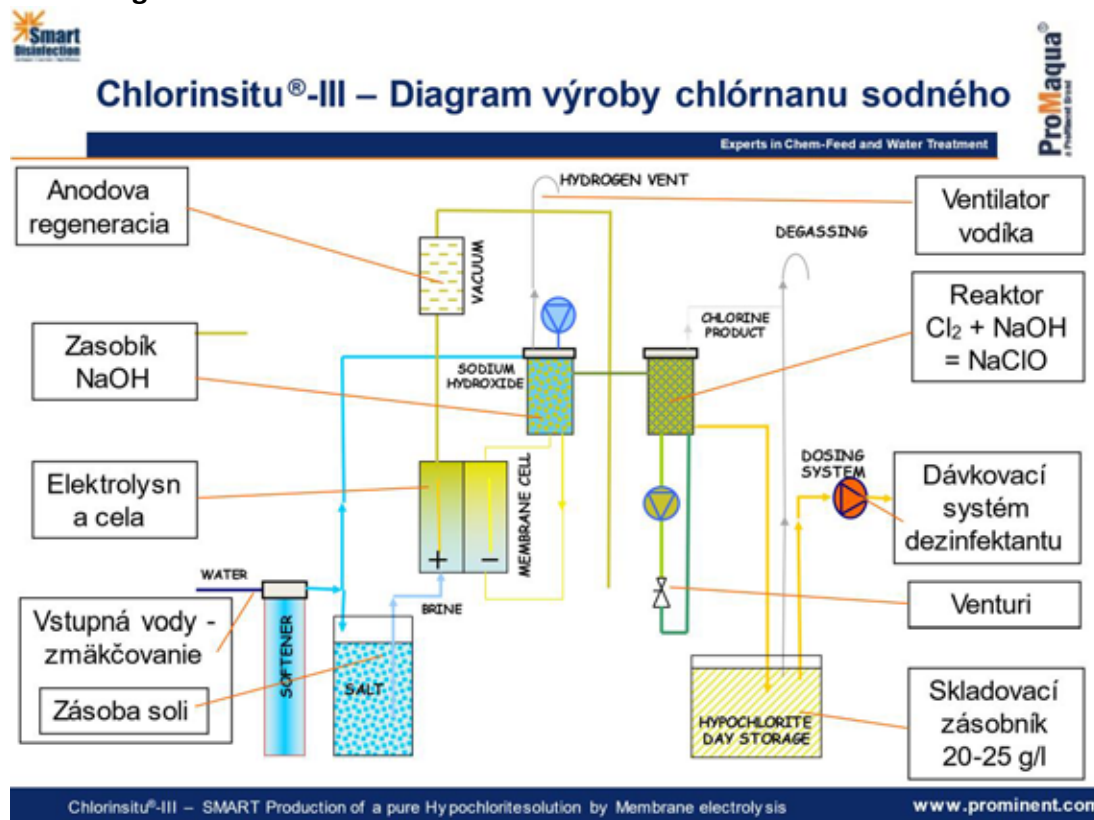 Smart
Disinfection
ProMaqua®
a ProMinent Brand
Chlorinsitu®-III – Diagram výroby chlórnanu sodného
Experts in Chem-Feed and Water Treatment
Anodova
regeneracia
HYDROGEN VENT
Ventilator
vodíka
DEGASSING
VACUUM
Zasobík
NaOH
SODIUM
HYDROXIDE
CHLORINE
PRODUCT
Reaktor
Cl₂ + NaOH
= NaClO
Elektrolysn
a cela
MEMBRANE CELL
DOSING
SYSTEM
Dávkovací
systém
dezinfektantu
WATER
BRINE
Venturi
Vstupná vody -
zmäkčovanie
Zásoba soli
SOFTENER
SALT
HYPOCHLORITE
DAY STORAGE
Skladovací
zásobník
20-25 g/l
+
–
Chlorinsitu®-III – SMART Production of a pure Hypochloritesolution by Membrane electrolysis
www.prominent.com